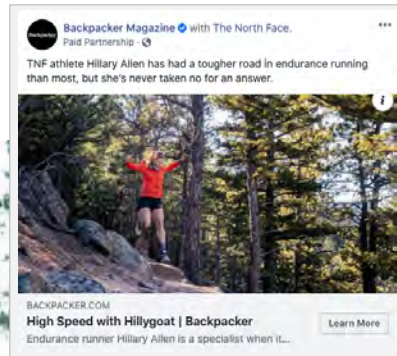 Backpacker Magazine with The North Face.
Paid Partnership ·
TNF athlete Hillary Allen has had a tougher road in endurance running
than most, but she's never taken no for an answer.
BACKPACKER.COM
High Speed with Hillygoat | Backpacker
Learn More
Endurance runner Hillary Allen is a specialist when it...